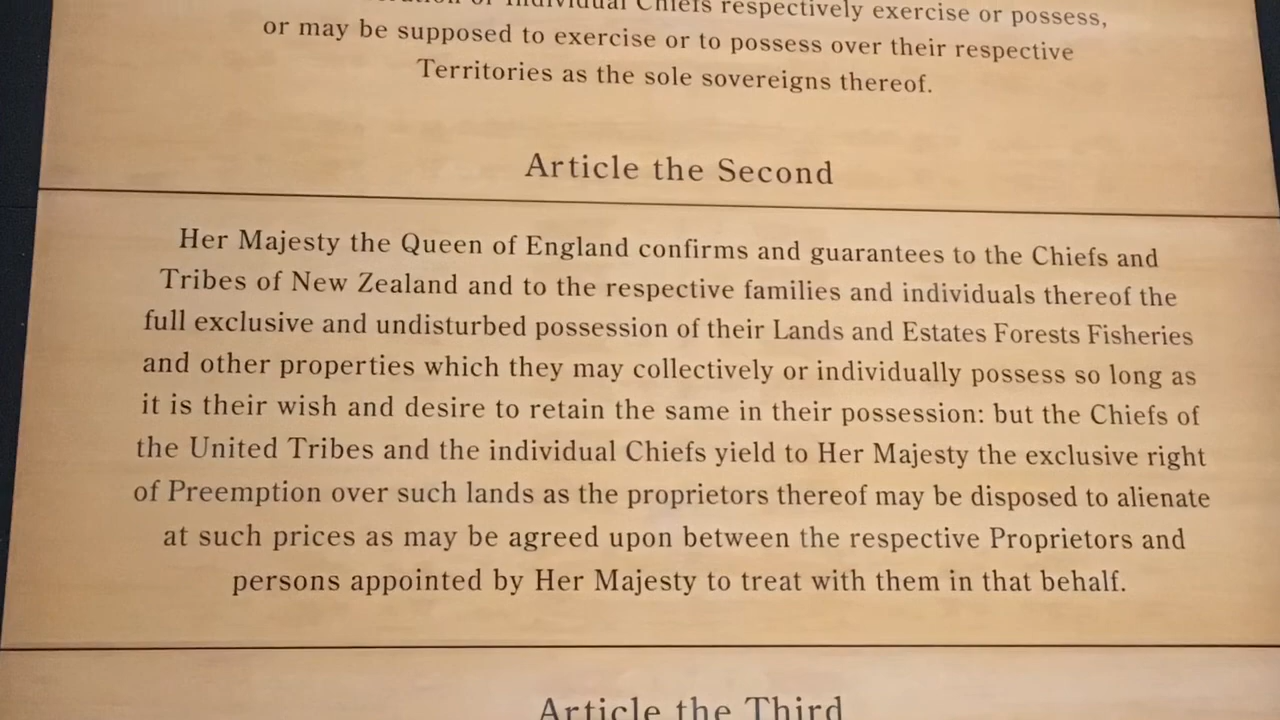 of Individual Chiefs respectively exercise or possess,
or may be supposed to exercise or to possess over their respective
Territories as the sole sovereigns thereof.
Article the Second
Her Majesty the Queen of England confirms and guarantees to the Chiefs and
Tribes of New Zealand and to the respective families and individuals thereof the
full exclusive and undisturbed possession of their Lands and Estates Forests Fisheries
and other properties which they may collectively or individually possess so long as
it is their wish and desire to retain the same in their possession: but the Chiefs of
the United Tribes and the individual Chiefs yield to Her Majesty the exclusive right
of Preemption over such lands as the proprietors thereof may be disposed to alienate
at such prices as may be agreed upon between the respective Proprietors and
persons appointed by Her Majesty to treat with them in that behalf.
Article the Third